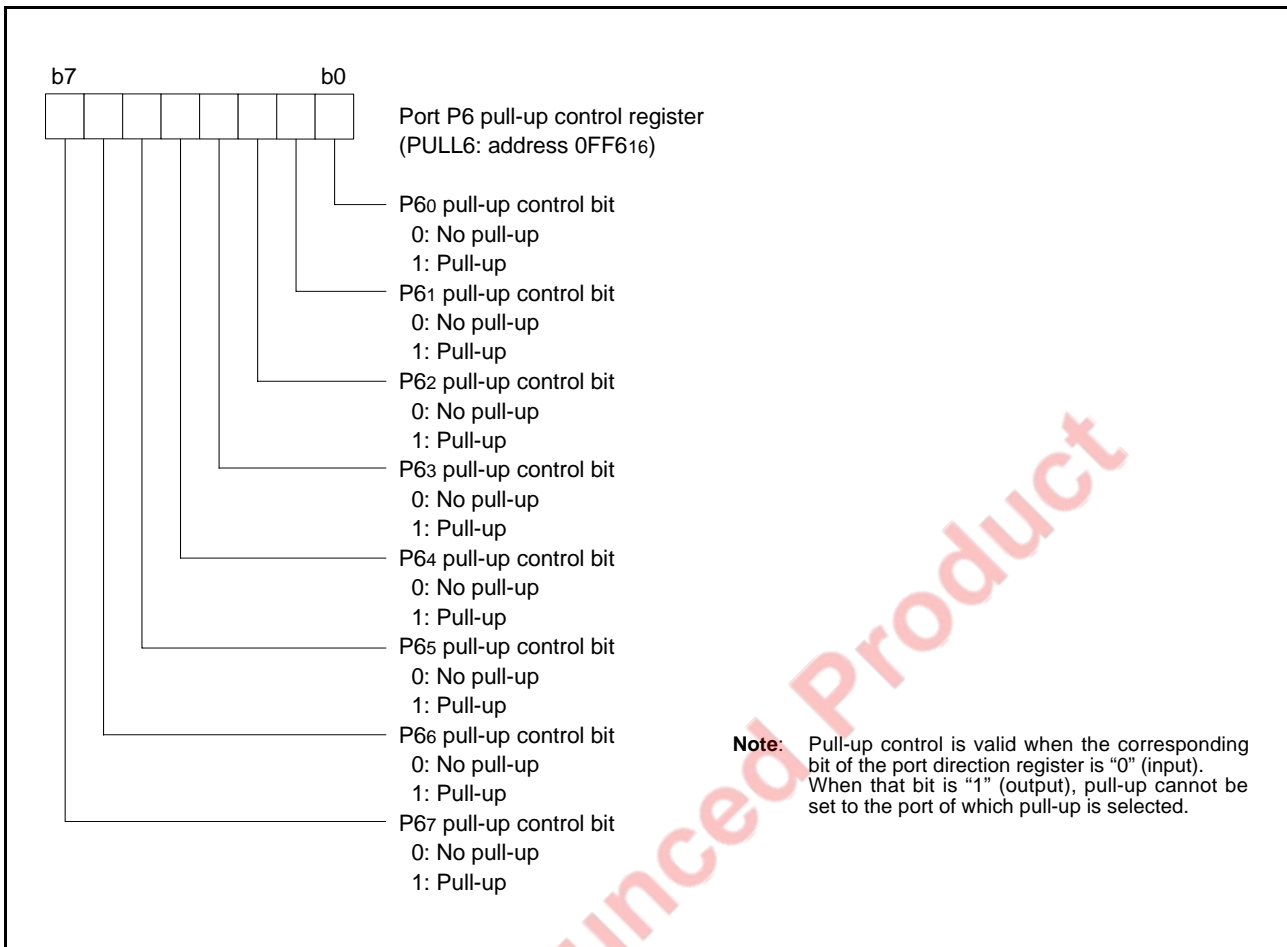 b7 b0
Port P6 pull-up control register
(PULL6: address 0FF616)
P60 pull-up control bit
0: No pull-up
1: Pull-up
P61 pull-up control bit
0: No pull-up
1: Pull-up
P62 pull-up control bit
0: No pull-up
1: Pull-up
P63 pull-up control bit
0: No pull-up
1: Pull-up
P64 pull-up control bit
0: No pull-up
1: Pull-up
P65 pull-up control bit
0: No pull-up
1: Pull-up
P66 pull-up control bit
0: No pull-up
1: Pull-up
P67 pull-up control bit
0: No pull-up
1: Pull-up
Note: Pull-up control is valid when the corresponding
bit of the port direction register is “0” (input).
When that bit is “1” (output), pull-up cannot be
set to the port of which pull-up is selected.
unced Product